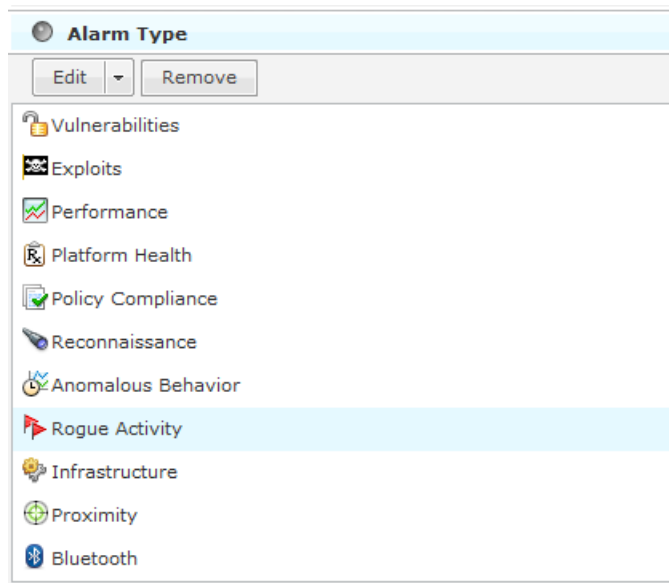 Alarm Type
Edit Remove
Vulnerabilities
Exploits
Performance
Platform Health
Policy Compliance
Reconnaissance
Anomalous Behavior
Rogue Activity
Infrastructure
Proximity
Bluetooth